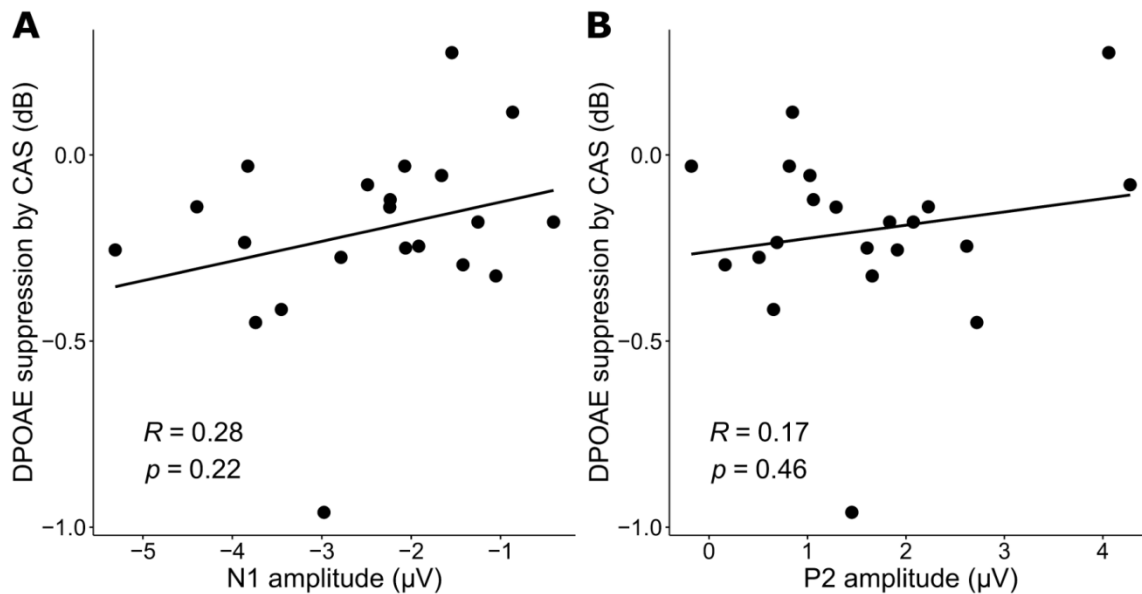 A
DPOAE suppression by CAS (dB)
0.0
−0.5
−1.0
R = 0.28
p = 0.22
−5 −4 −3 −2 −1
N1 amplitude (µV)
B
DPOAE suppression by CAS (dB)
0.0
−0.5
−1.0
R = 0.17
p = 0.46
0 1 2 3 4
P2 amplitude (µV)